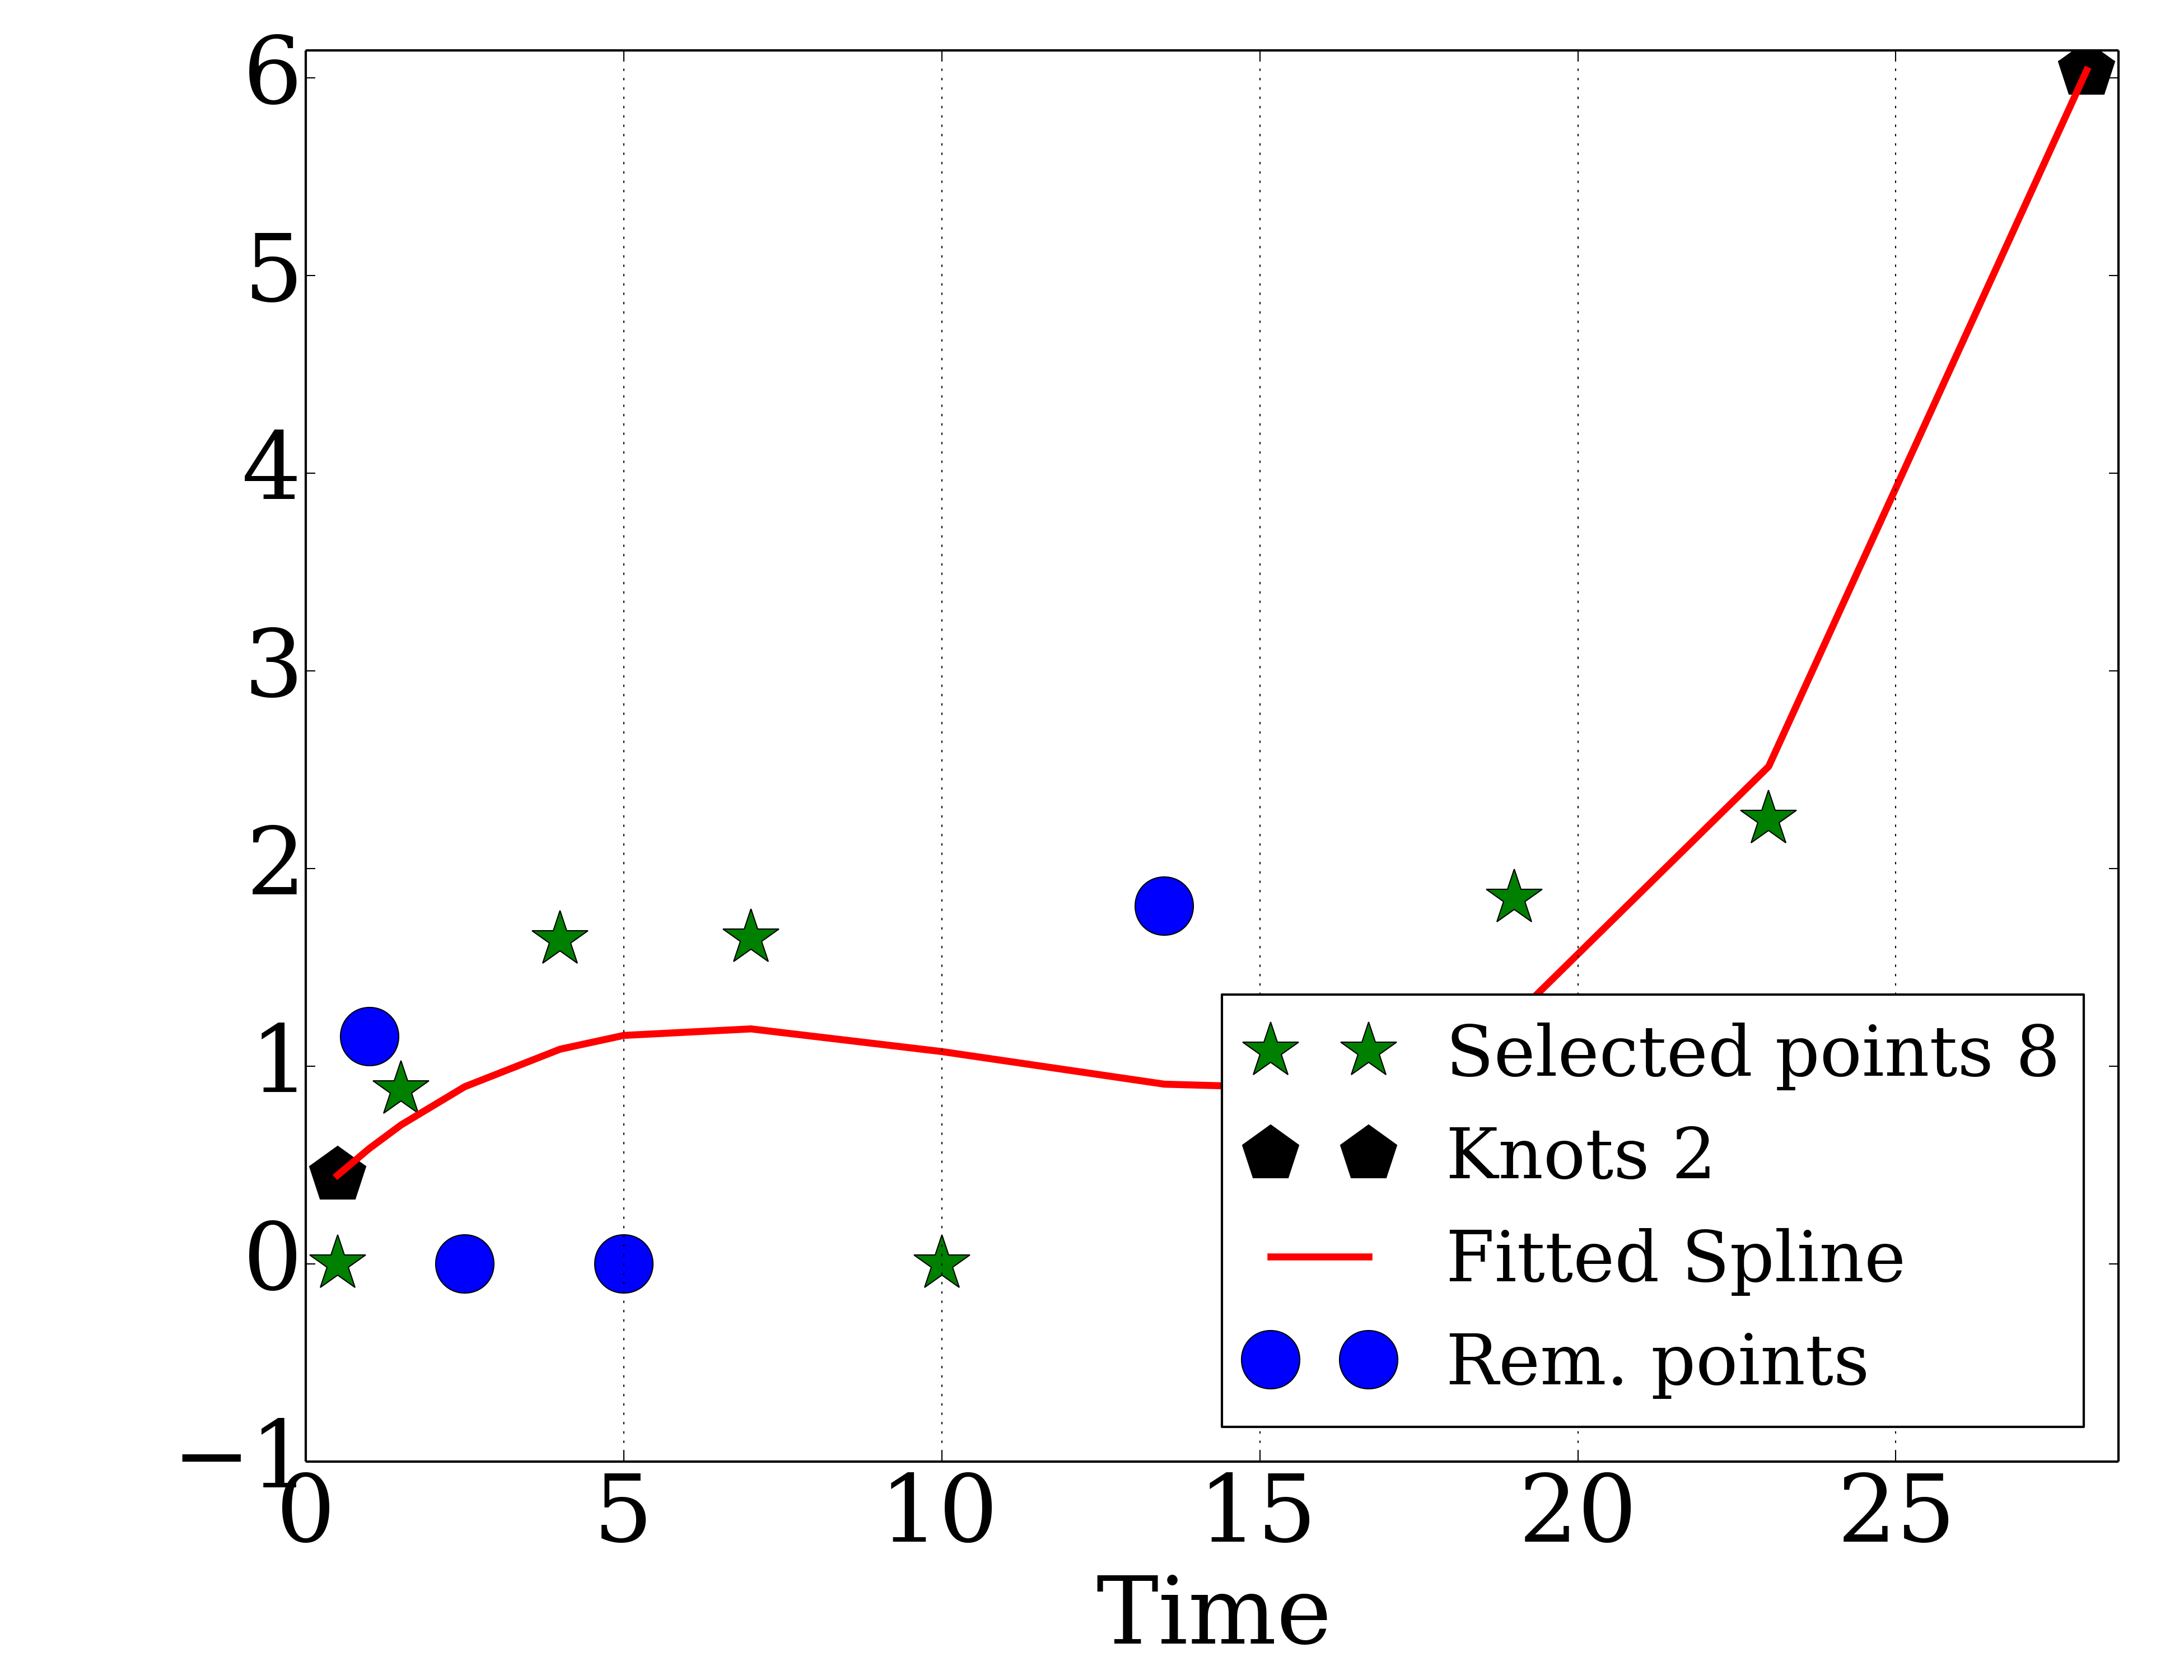 6
5
4
3
2
1
0
−1
Selected points 8
Knots 2
Fitted Spline
Rem. points
0 5 10 15 20 25
Time